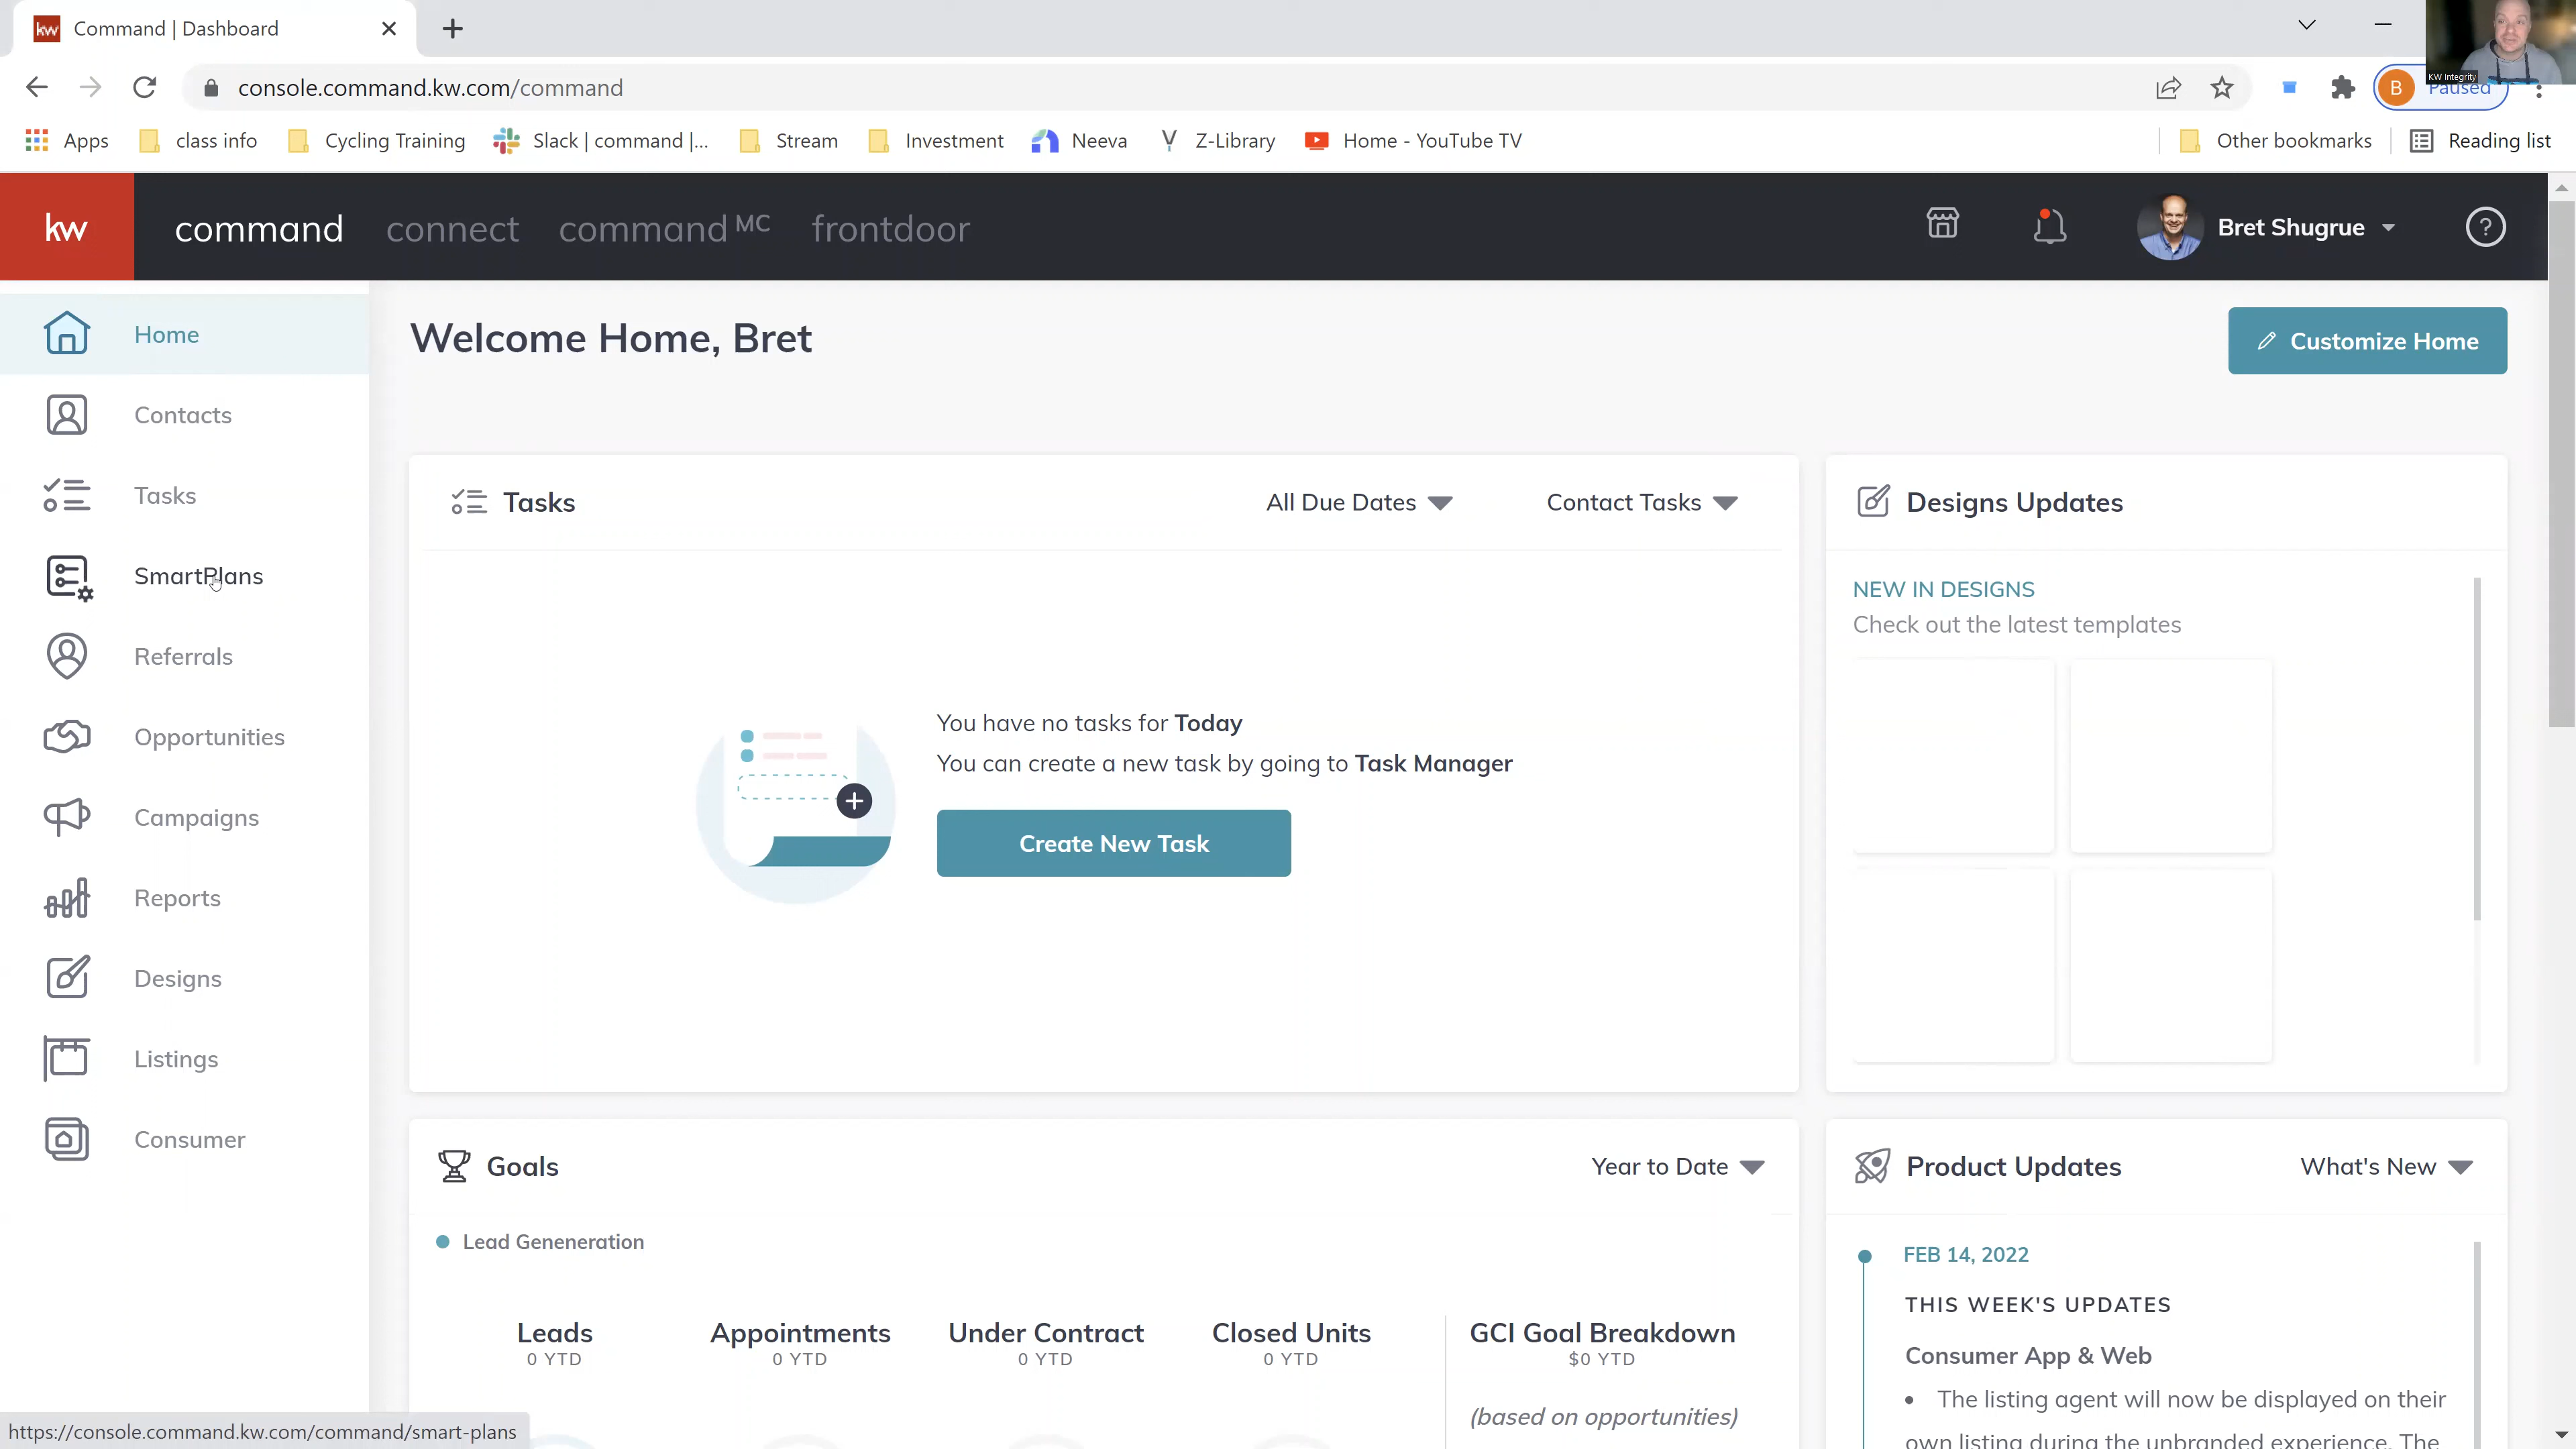 kw Command | Dashboard
console.command.kw.com/command
B Paused
KW Integrity
Apps class info Cycling Training Slack | command |... Stream Investment Neeva Z-Library Home - YouTube TV Other bookmarks Reading list
kw command connect command MC frontdoor Bret Shugrue ?
Home
Contacts
Tasks
SmartPlans
Referrals
Opportunities
Campaigns
Reports
Designs
Listings
Consumer
Welcome Home, Bret
Customize Home
Tasks All Due Dates Contact Tasks
You have no tasks for Today
You can create a new task by going to Task Manager
Create New Task
Designs Updates
NEW IN DESIGNS
Check out the latest templates
Goals Year to Date
Lead Geneneration
Leads Appointments Under Contract Closed Units GCI Goal Breakdown
0 YTD 0 YTD 0 YTD 0 YTD $0 YTD
(based on opportunities)
Product Updates What's New
FEB 14, 2022
THIS WEEK'S UPDATES
Consumer App & Web
• The listing agent will now be displayed on their
own listing during the unbranded experience. The
https://console.command.kw.com/command/smart-plans